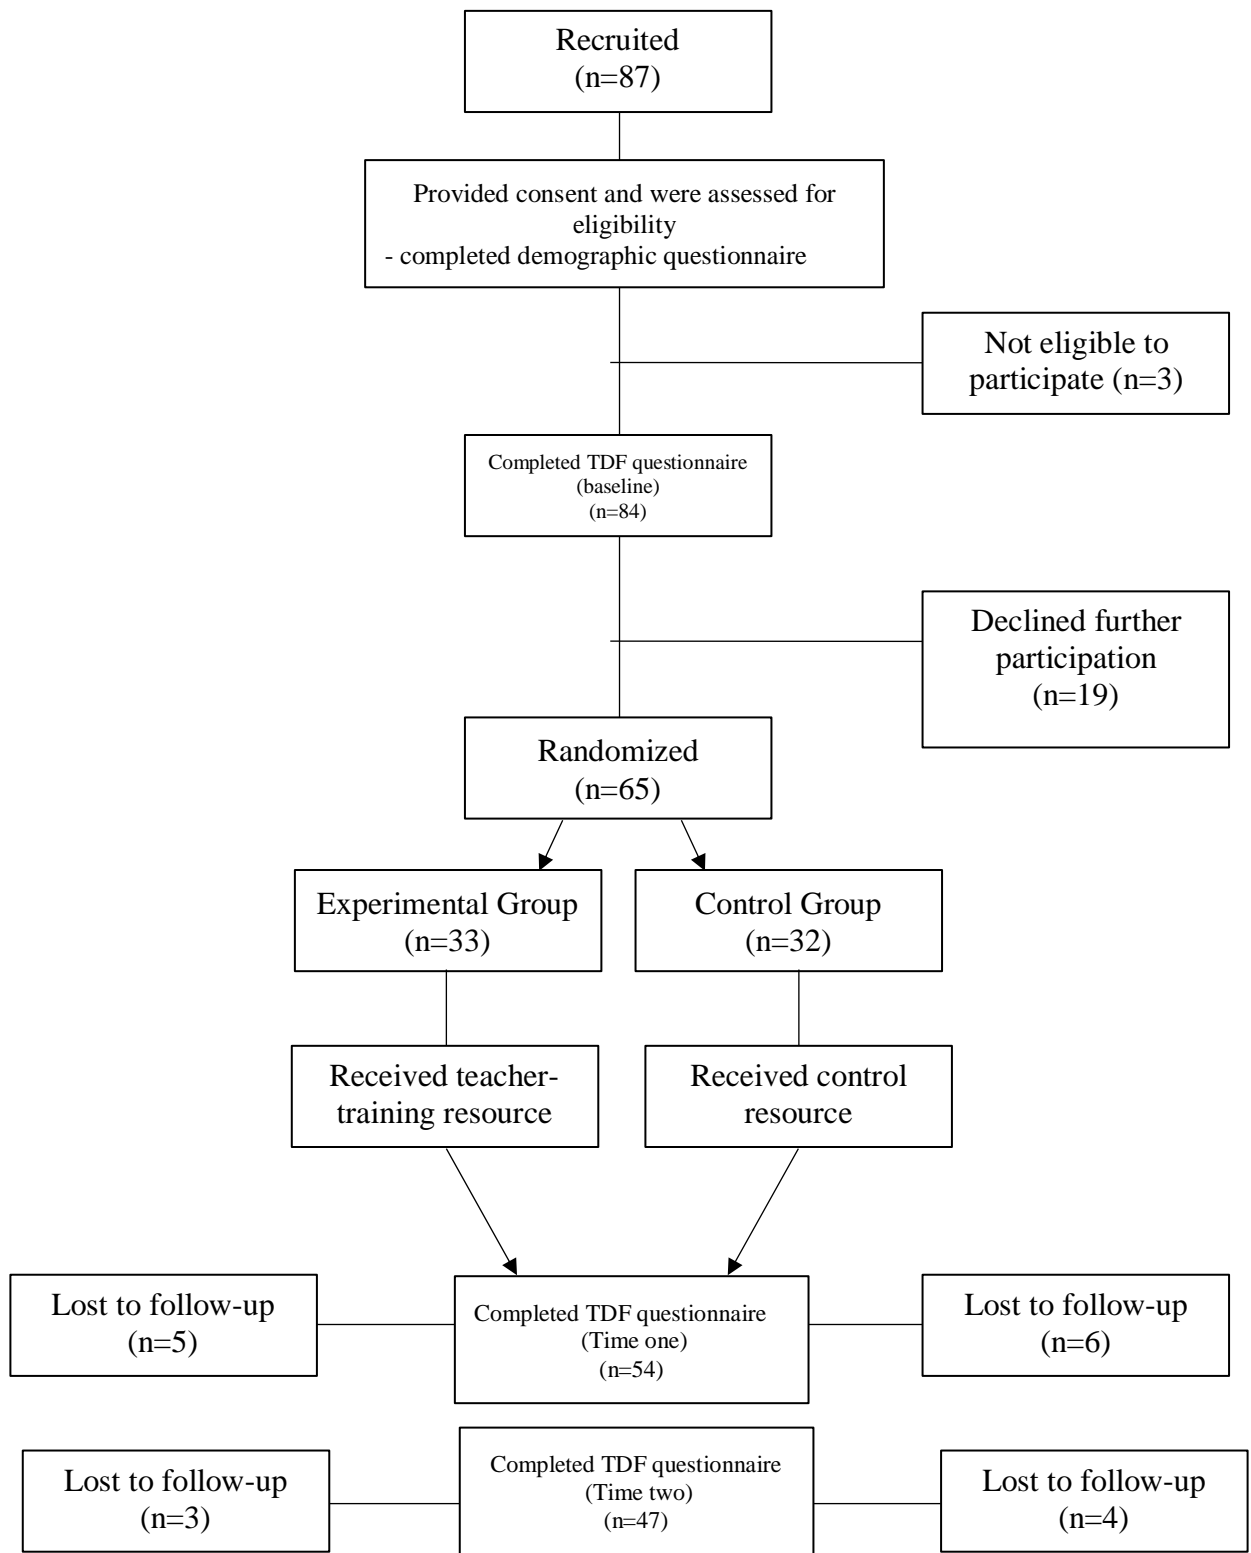 Recruited
(n=87)
Provided consent and were assessed for
eligibility
- completed demographic questionnaire
Not eligible to
participate (n=3)
Completed TDF questionnaire
(baseline)
(n=84)
Declined further
participation
(n=19)
Randomized
(n=65)
Experimental Group
(n=33)
Control Group
(n=32)
Received teacher-
training resource
Received control
resource
Lost to follow-up
(n=5)
Completed TDF questionnaire
(Time one)
(n=54)
Lost to follow-up
(n=6)
Lost to follow-up
(n=3)
Completed TDF questionnaire
(Time two)
(n=47)
Lost to follow-up
(n=4)